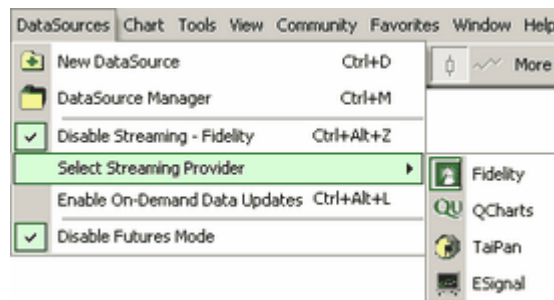 DataSources Chart Tools View Community Favorites Window Help
New DataSource Ctrl+D
More
DataSource Manager Ctrl+M
Disable Streaming - Fidelity Ctrl+Alt+Z
Select Streaming Provider
Fidelity
Enable On-Demand Data Updates Ctrl+Alt+L
QU QCharts
Disable Futures Mode
TaiPan
ESignal